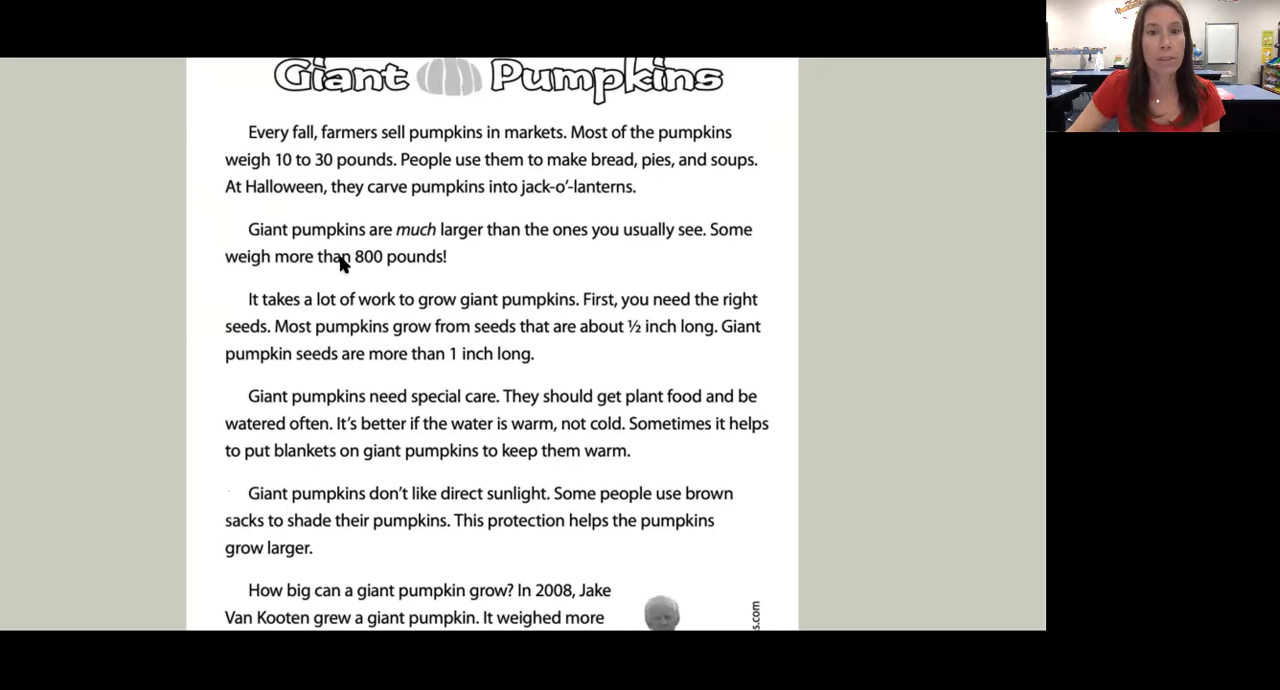 Giant Pumpkins
Every fall, farmers sell pumpkins in markets. Most of the pumpkins
weigh 10 to 30 pounds. People use them to make bread, pies, and soups.
At Halloween, they carve pumpkins into jack-o’-lanterns.
Giant pumpkins are much larger than the ones you usually see. Some
weigh more than 800 pounds!
It takes a lot of work to grow giant pumpkins. First, you need the right
seeds. Most pumpkins grow from seeds that are about ½ inch long. Giant
pumpkin seeds are more than 1 inch long.
Giant pumpkins need special care. They should get plant food and be
watered often. It’s better if the water is warm, not cold. Sometimes it helps
to put blankets on giant pumpkins to keep them warm.
Giant pumpkins don’t like direct sunlight. Some people use brown
sacks to shade their pumpkins. This protection helps the pumpkins
grow larger.
How big can a giant pumpkin grow? In 2008, Jake
Van Kooten grew a giant pumpkin. It weighed more
s.com